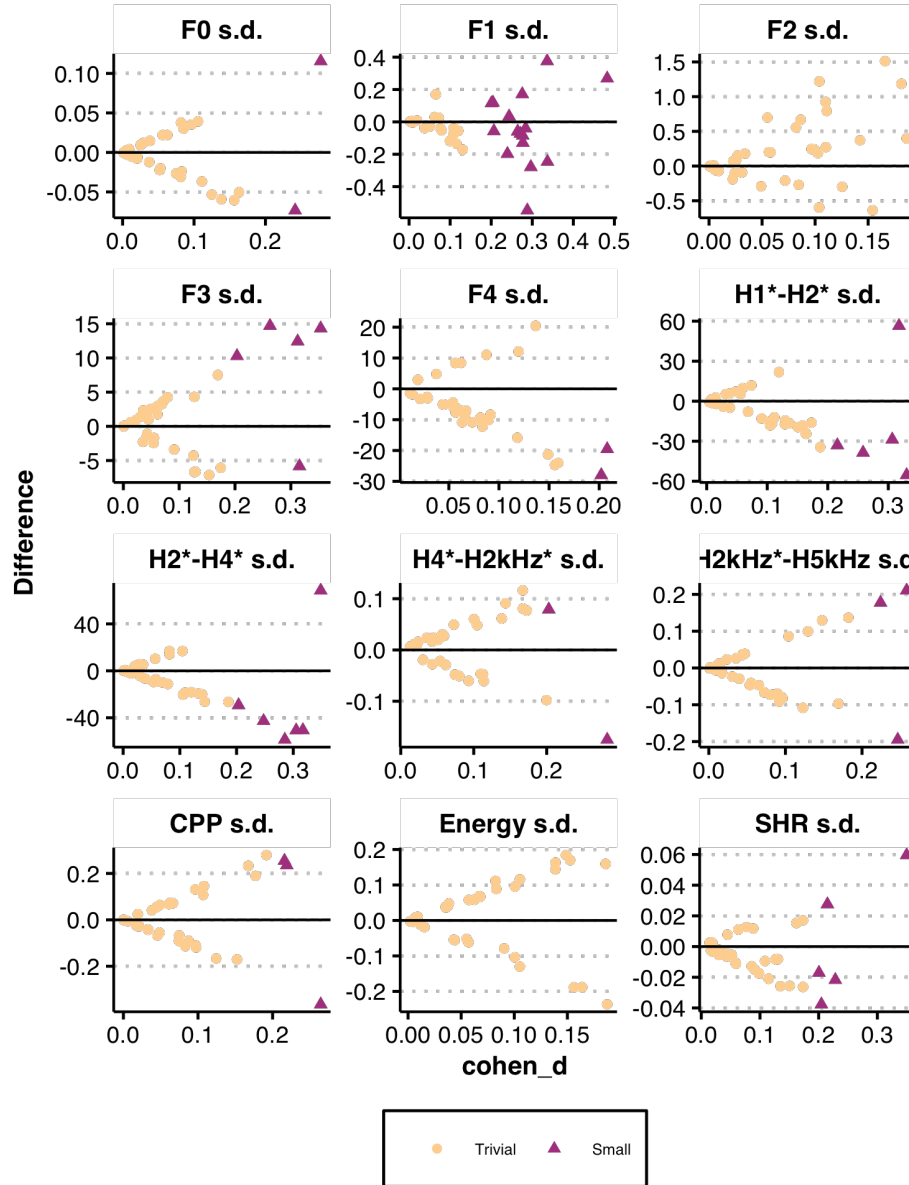 F0 s.d.
F1 s.d.
F2 s.d.
0.10
0.05
0.00
-0.05
0.0 0.1 0.2
0.4
0.2
0.0
-0.2
-0.4
0.0 0.1 0.2 0.3 0.4 0.5
1.5
1.0
0.5
0.0
-0.5
0.00 0.05 0.10 0.15
F3 s.d.
F4 s.d.
H1*-H2* s.d.
15
10
5
0
-5
0.0 0.1 0.2 0.3
20
10
0
-10
-20
-30
0.05 0.10 0.15 0.20
60
30
0
-30
-60
0.0 0.1 0.2 0.3
Difference
H2*-H4* s.d.
H4*-H2kHz* s.d.
H2kHz*-H5kHz s.d
40
0
-40
0.0 0.1 0.2 0.3
0.1
0.0
-0.1
0.0 0.2
0.2
0.1
0.0
-0.1
-0.2
0.0 0.1 0.2
CPP s.d.
Energy s.d.
SHR s.d.
0.2
0.0
-0.2
0.0 0.1 0.2
0.2
0.1
0.0
-0.1
-0.2
0.00 0.05 0.10 0.15
0.06
0.04
0.02
0.00
-0.02
-0.04
0.0 0.1 0.2 0.3
cohen_d
Trivial Small